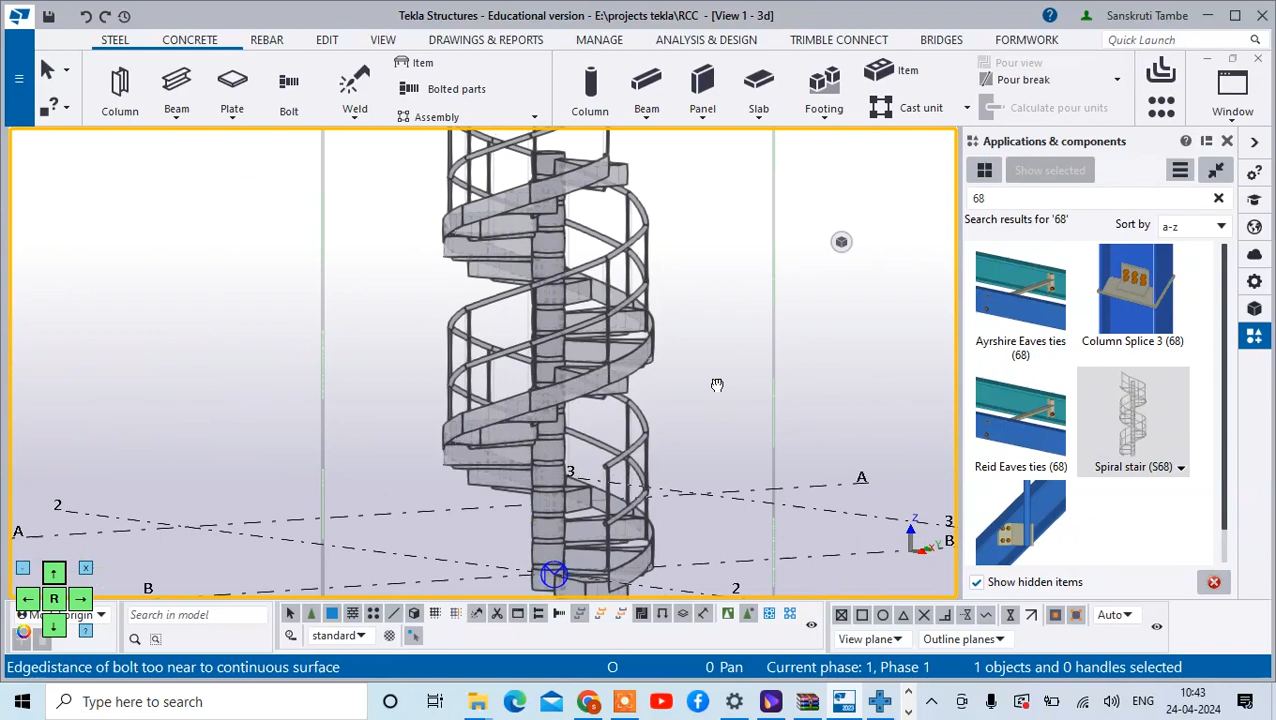 Tekla Structures - Educational version - E:\projects tekla\RCC - [View 1 - 3d]
Sanskruti Tambe
STEEL CONCRETE REBAR EDIT VIEW DRAWINGS & REPORTS MANAGE ANALYSIS & DESIGN TRIMBLE CONNECT BRIDGES FORMWORK Quick Launch
Item
Bolted parts
Assembly
Column Beam Plate Bolt Weld
Column Beam Panel Slab Footing
Item
Cast unit
Pour view
Pour break
Calculate pour units
Window
Applications & components
Show selected
68
Search results for '68'
Sort by a-z
Ayrshire Eaves ties (68)
Column Splice 3 (68)
Reid Eaves ties (68)
Spiral stair (S68)
Show hidden items
3
A
2
A
3
B
B
2
Z
x
R
?
Search in model
standard
Auto
View plane
Outline planes
Edgedistance of bolt too near to continuous surface
O
0 Pan
Current phase: 1, Phase 1
1 objects and 0 handles selected
Type here to search
ENG
10:43
24-04-2024